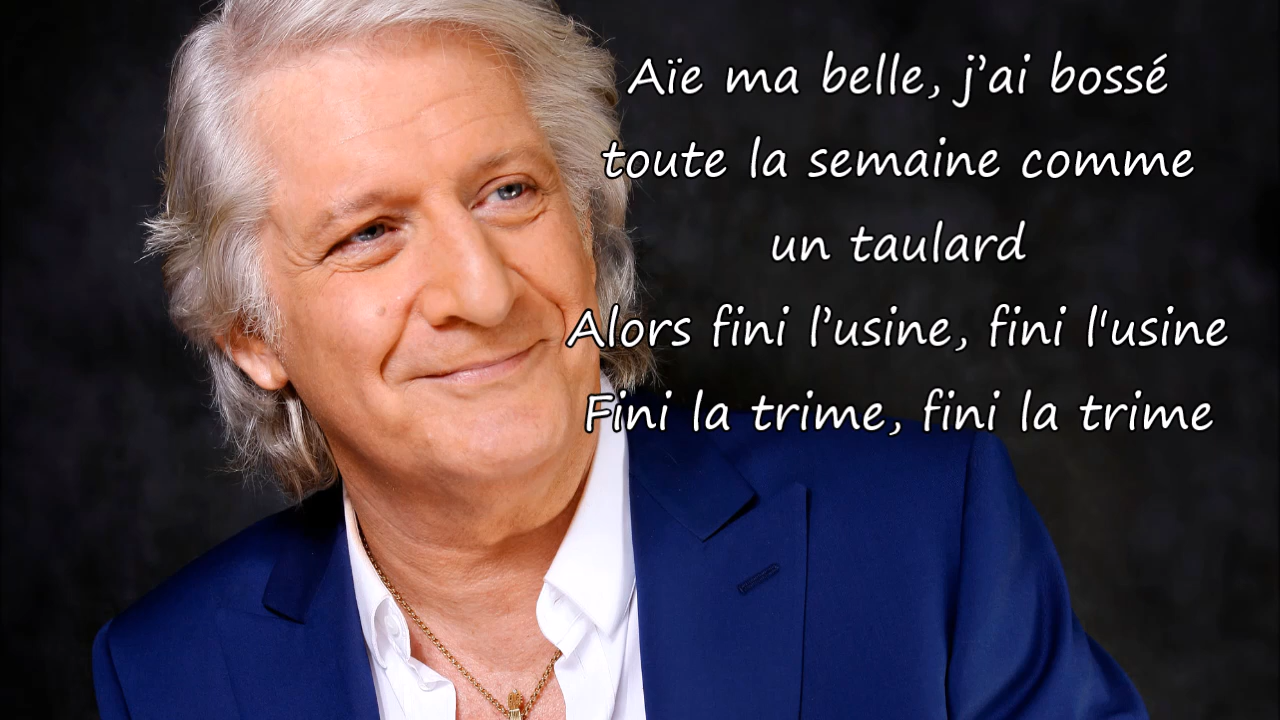 Aïe ma belle, j’ai bossé
toute la semaine comme
un taulard
Alors fini l’usine, fini l'usine
Fini la trime, fini la trime